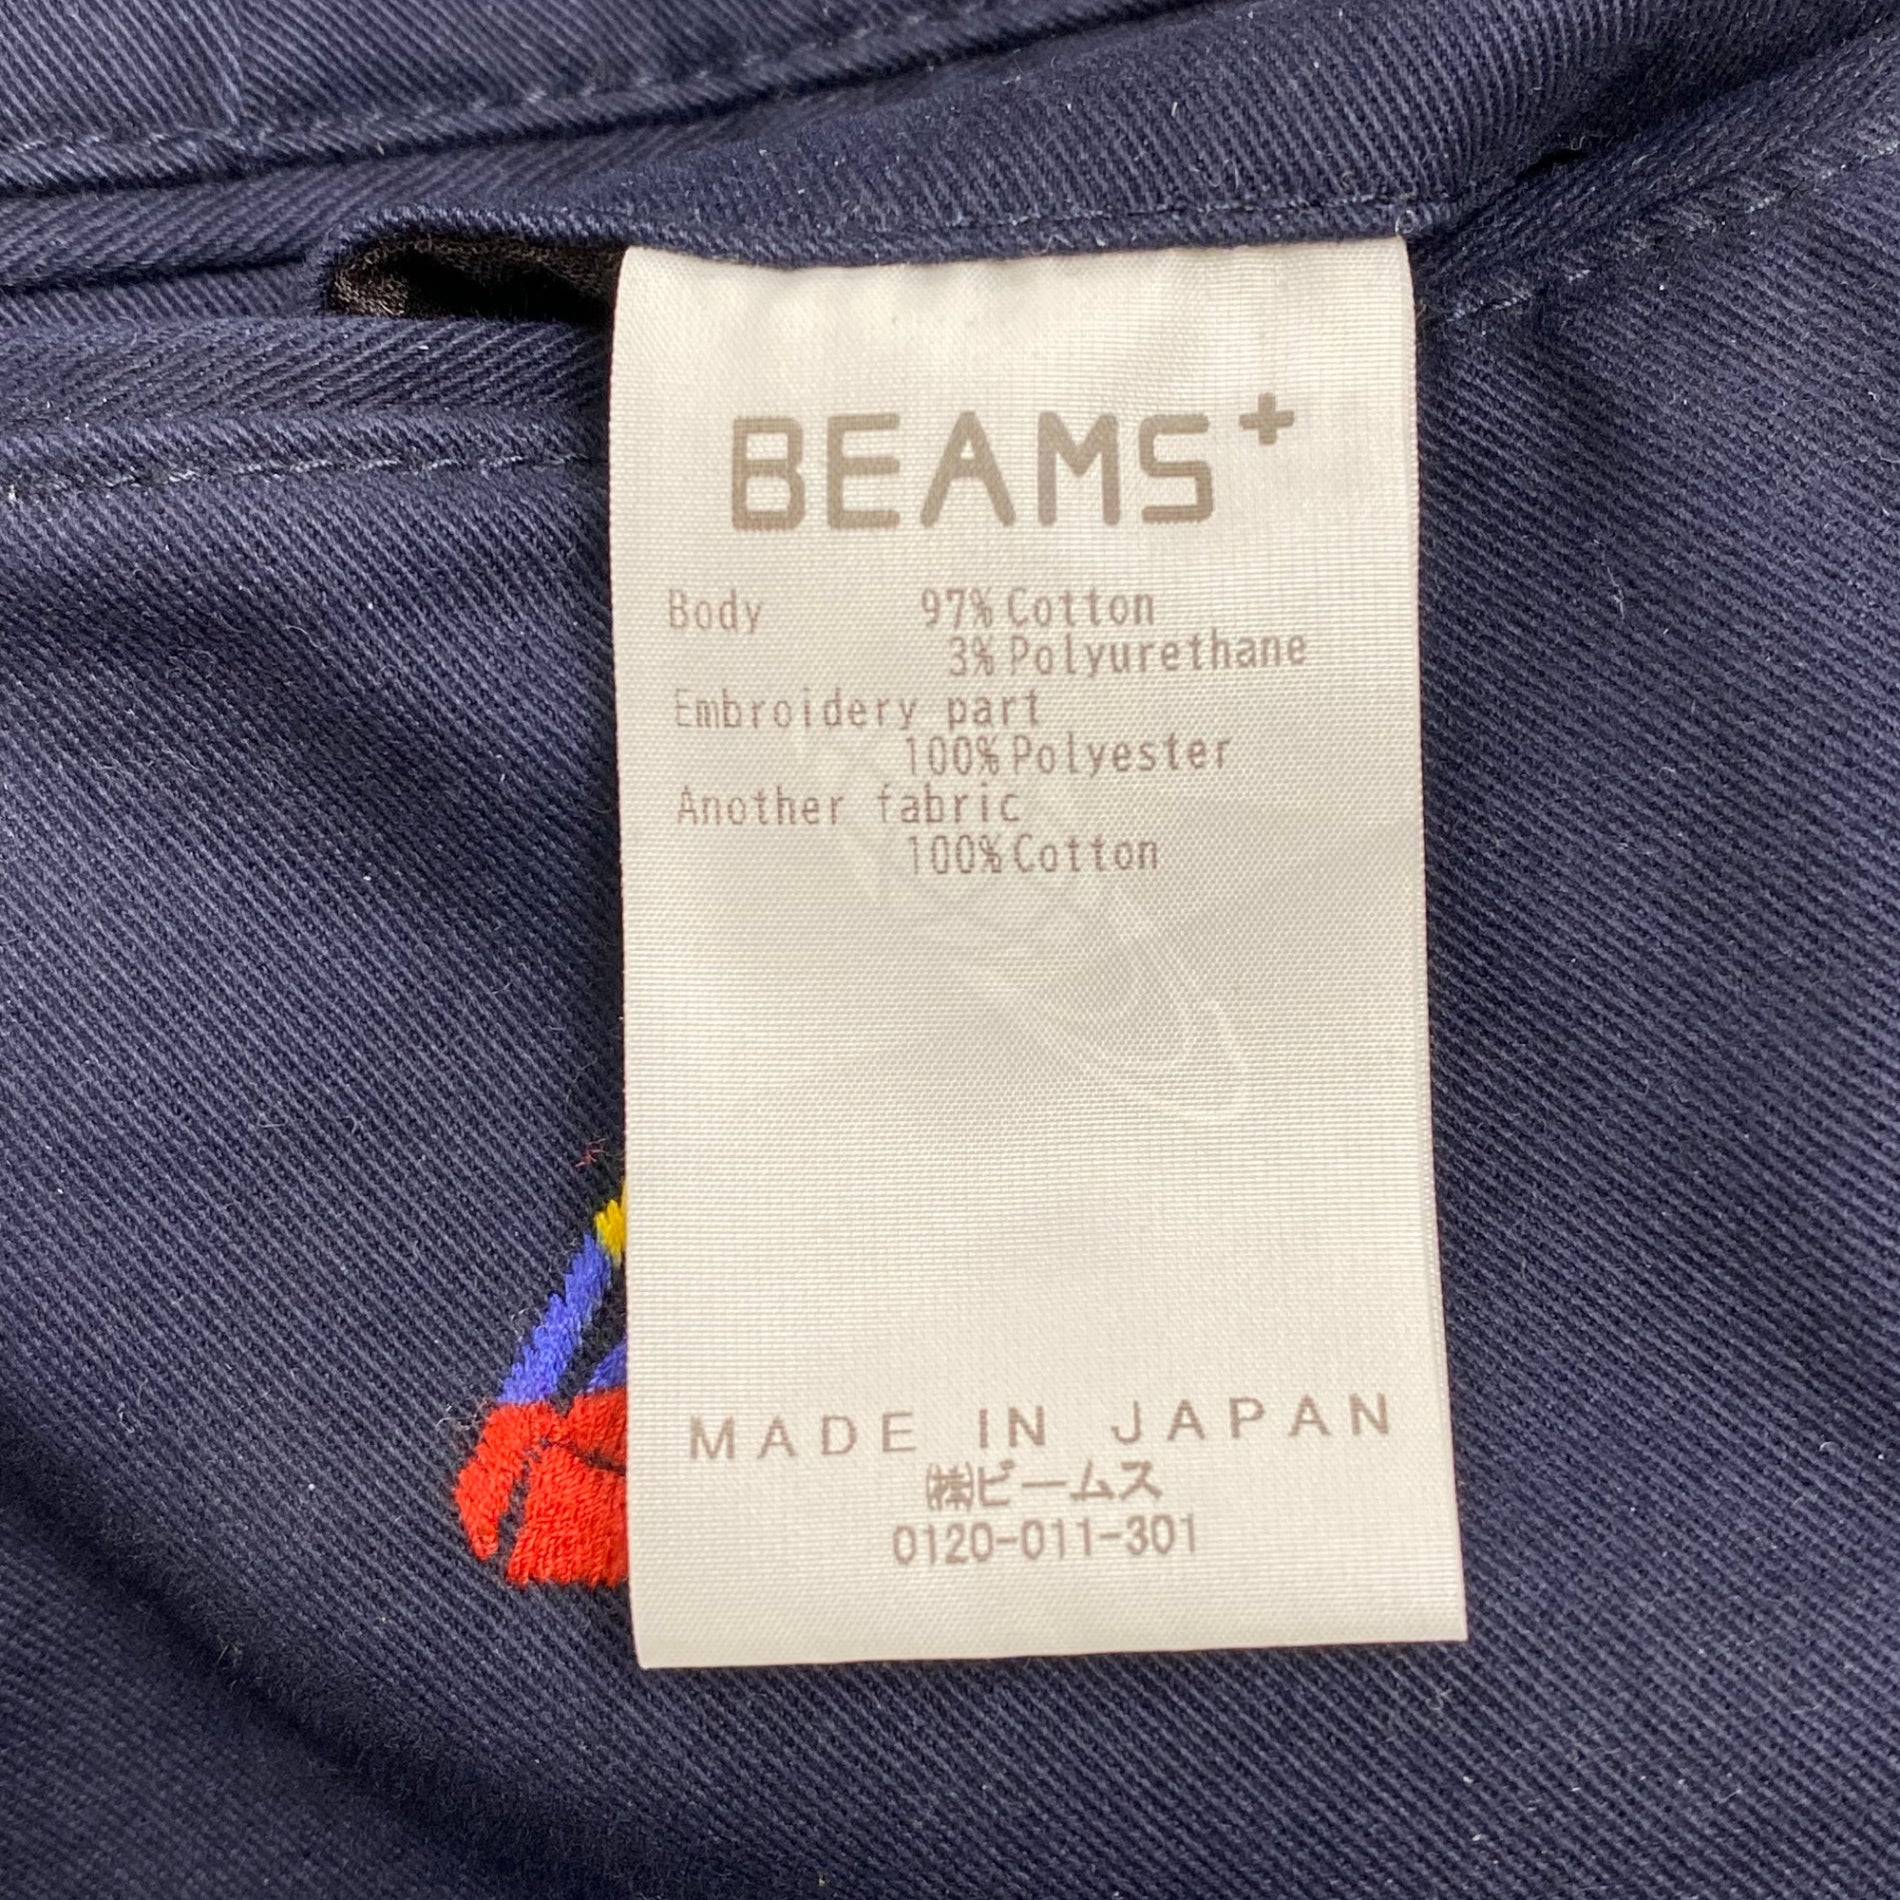 BEAMS+
Body 97% Cotton
3% Polyurethane
Embroidery part
100% Polyester
Another fabric
100% Cotton
MADE IN JAPAN
㈱ビームス
0120-011-301